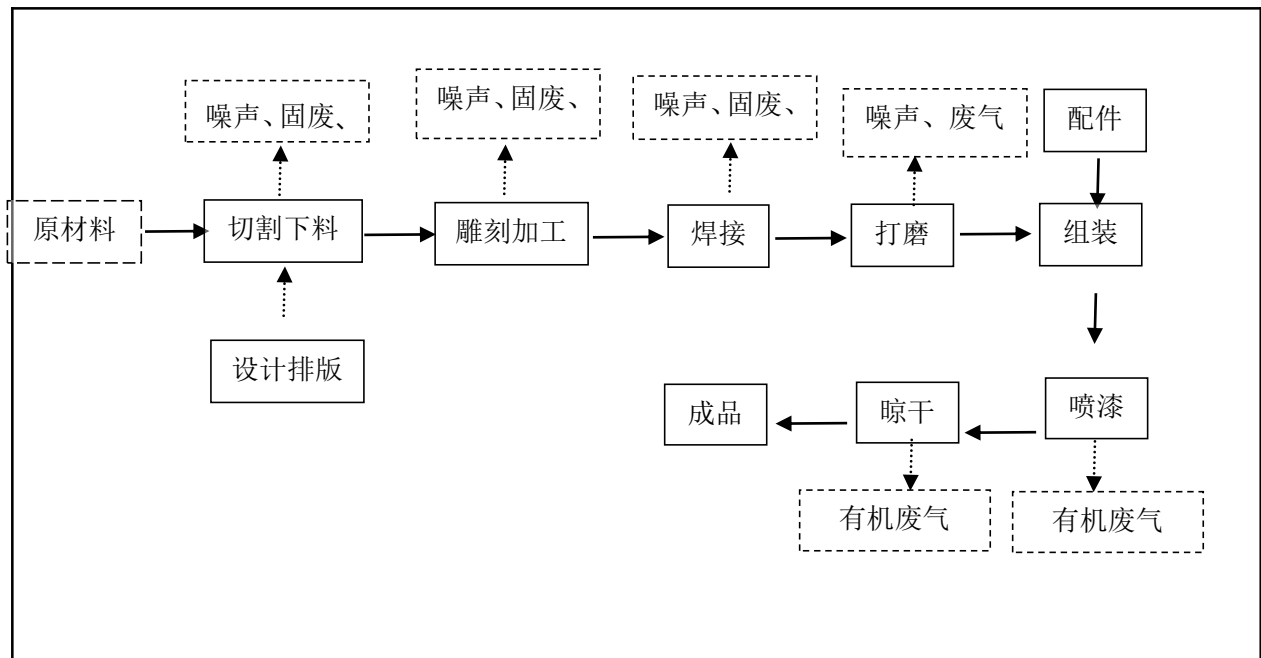 噪声、固废、
噪声、固废、
噪声、固废、
噪声、废气
配件
原材料
切割下料
雕刻加工
焊接
打磨
组装
设计排版
成品
晾干
喷漆
有机废气
有机废气